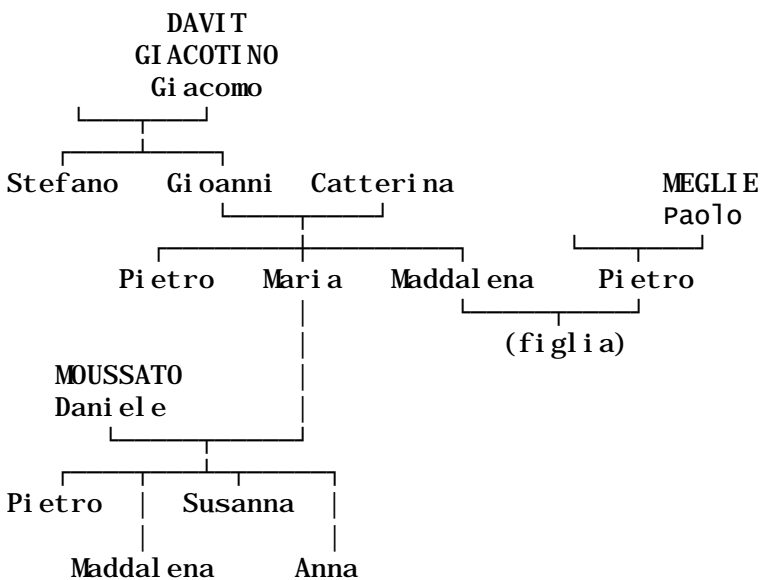 DAVIT
GIACOTINO
Giacomo
Stefano Gioanni Catterina MEGLIE
Paolo
Pietro Maria Maddalena Pietro
(figlia)
MOUSSATO
Daniele
Pietro Susanna
Maddalena Anna